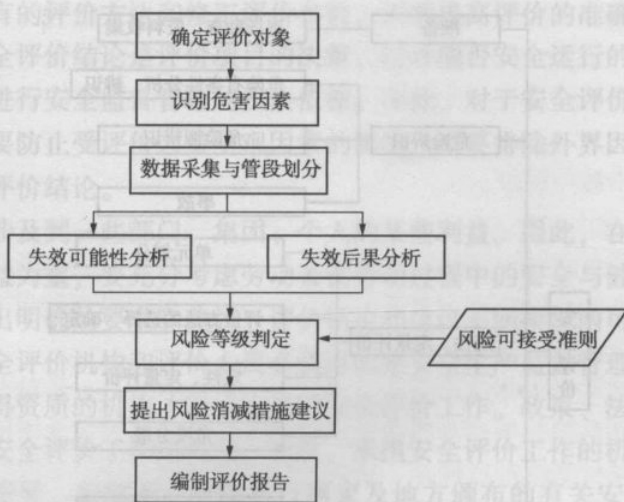 确定评价对象
识别危害因素
数据采集与管段划分
失效可能性分析
失效后果分析
风险等级判定
风险可接受准则
提出风险消减措施建议
编制评价报告